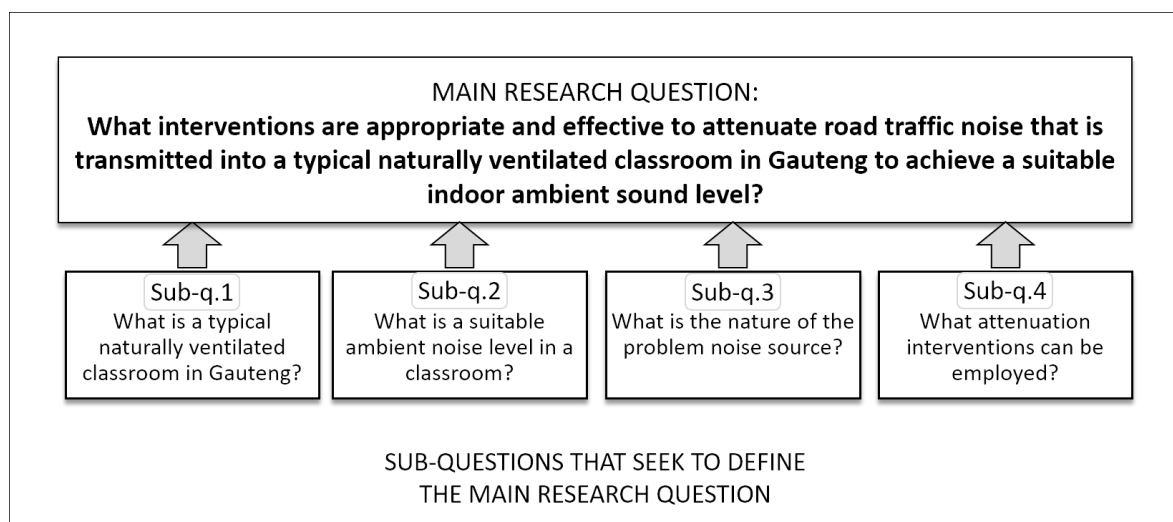 MAIN RESEARCH QUESTION:
What interventions are appropriate and effective to attenuate road traffic noise that is
transmitted into a typical naturally ventilated classroom in Gauteng to achieve a suitable
indoor ambient sound level?
Sub-q.1
What is a typical
naturally ventilated
classroom in Gauteng?
Sub-q.2
What is a suitable
ambient noise level in a
classroom?
Sub-q.3
What is the nature of the
problem noise source?
Sub-q.4
What attenuation
interventions can be
employed?
SUB-QUESTIONS THAT SEEK TO DEFINE
THE MAIN RESEARCH QUESTION